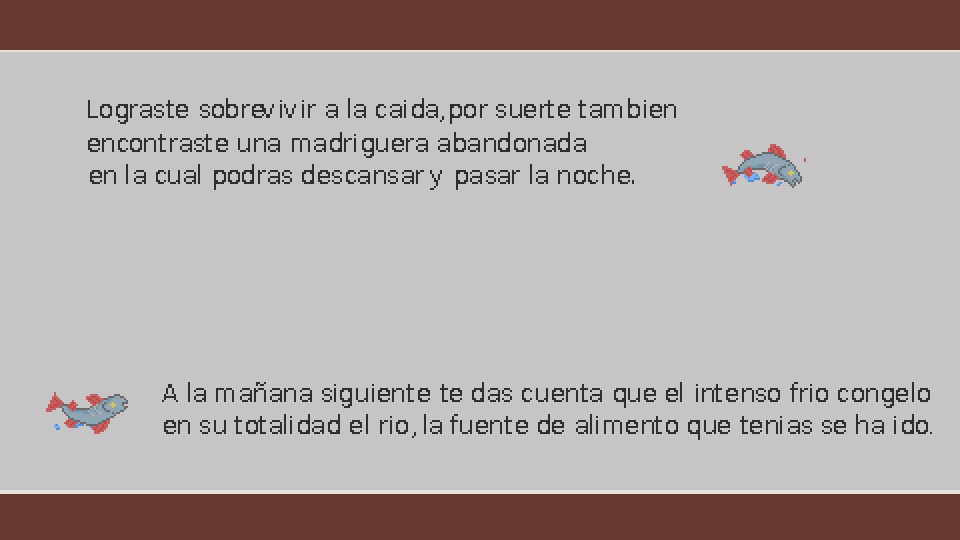 Lograste sobrevivir a la caida,por suerte tambien
encontraste una madriguera abandonada
en la cual podras descansar y pasar la noche.
A la mañana siguiente te das cuenta que el intenso frio congelo
en su totalidad el rio, la fuente de alimento que tenias se ha ido.